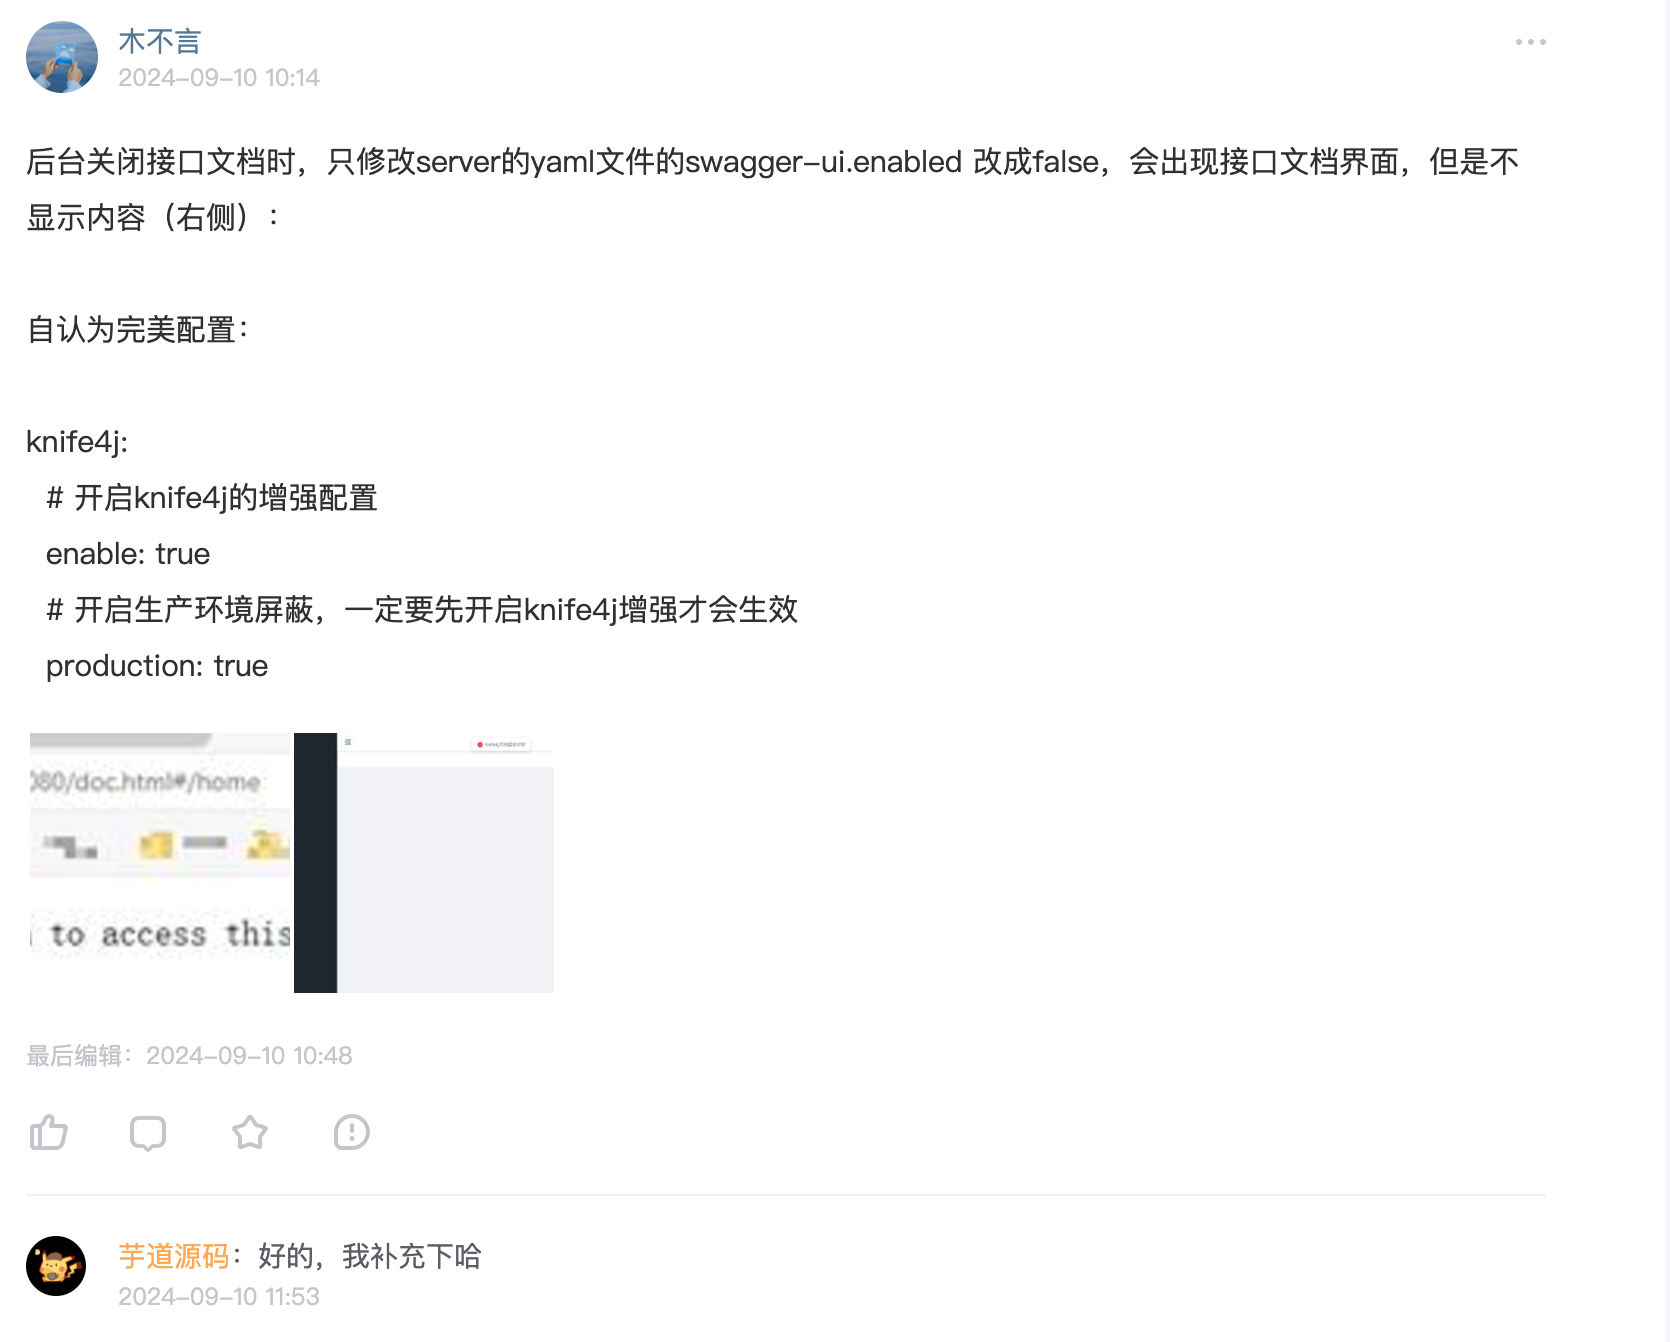 木不言
2024-09-10 10:14
后台关闭接口文档时，只修改server的yaml文件的swagger-ui.enabled 改成false，会出现接口文档界面，但是不
显示内容（右侧）：
自认为完美配置：
knife4j:
# 开启knife4j的增强配置
enable: true
# 开启生产环境屏蔽，一定要先开启knife4j增强才会生效
production: true
080/doc.html#/home
to access this
最后编辑：2024-09-10 10:48
芋道源码：好的，我补充下哈
2024-09-10 11:53